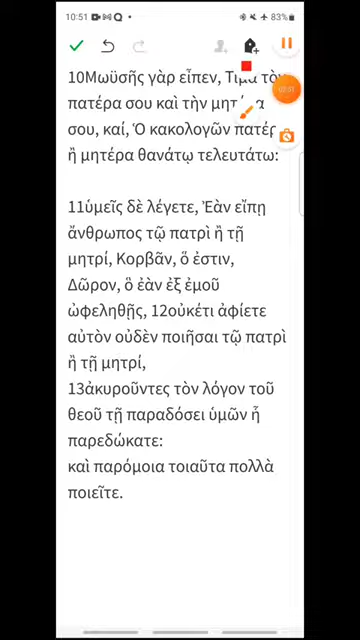 10:51
83%
10Μωϋσῆς γὰρ εἶπεν, Τίμα τὸν
πατέρα σου καὶ τὴν μητέρα
σου, καί, Ὁ κακολογῶν πατέρ
ἢ μητέρα θανάτῳ τελευτάτω:
11ὑμεῖς δὲ λέγετε, Ἐὰν εἴπῃ
ἄνθρωπος τῷ πατρὶ ἢ τῇ
μητρί, Κορβᾶν, ὅ ἐστιν,
Δῶρον, ὃ ἐὰν ἐξ ἐμοῦ
ὠφεληθῇς, 12οὐκέτι ἀφίετε
αὐτὸν οὐδὲν ποιῆσαι τῷ πατρὶ
ἢ τῇ μητρί,
13ἀκυροῦντες τὸν λόγον τοῦ
θεοῦ τῇ παραδόσει ὑμῶν ᾗ
παρεδώκατε:
καὶ παρόμοια τοιαῦτα πολλὰ
ποιεῖτε.